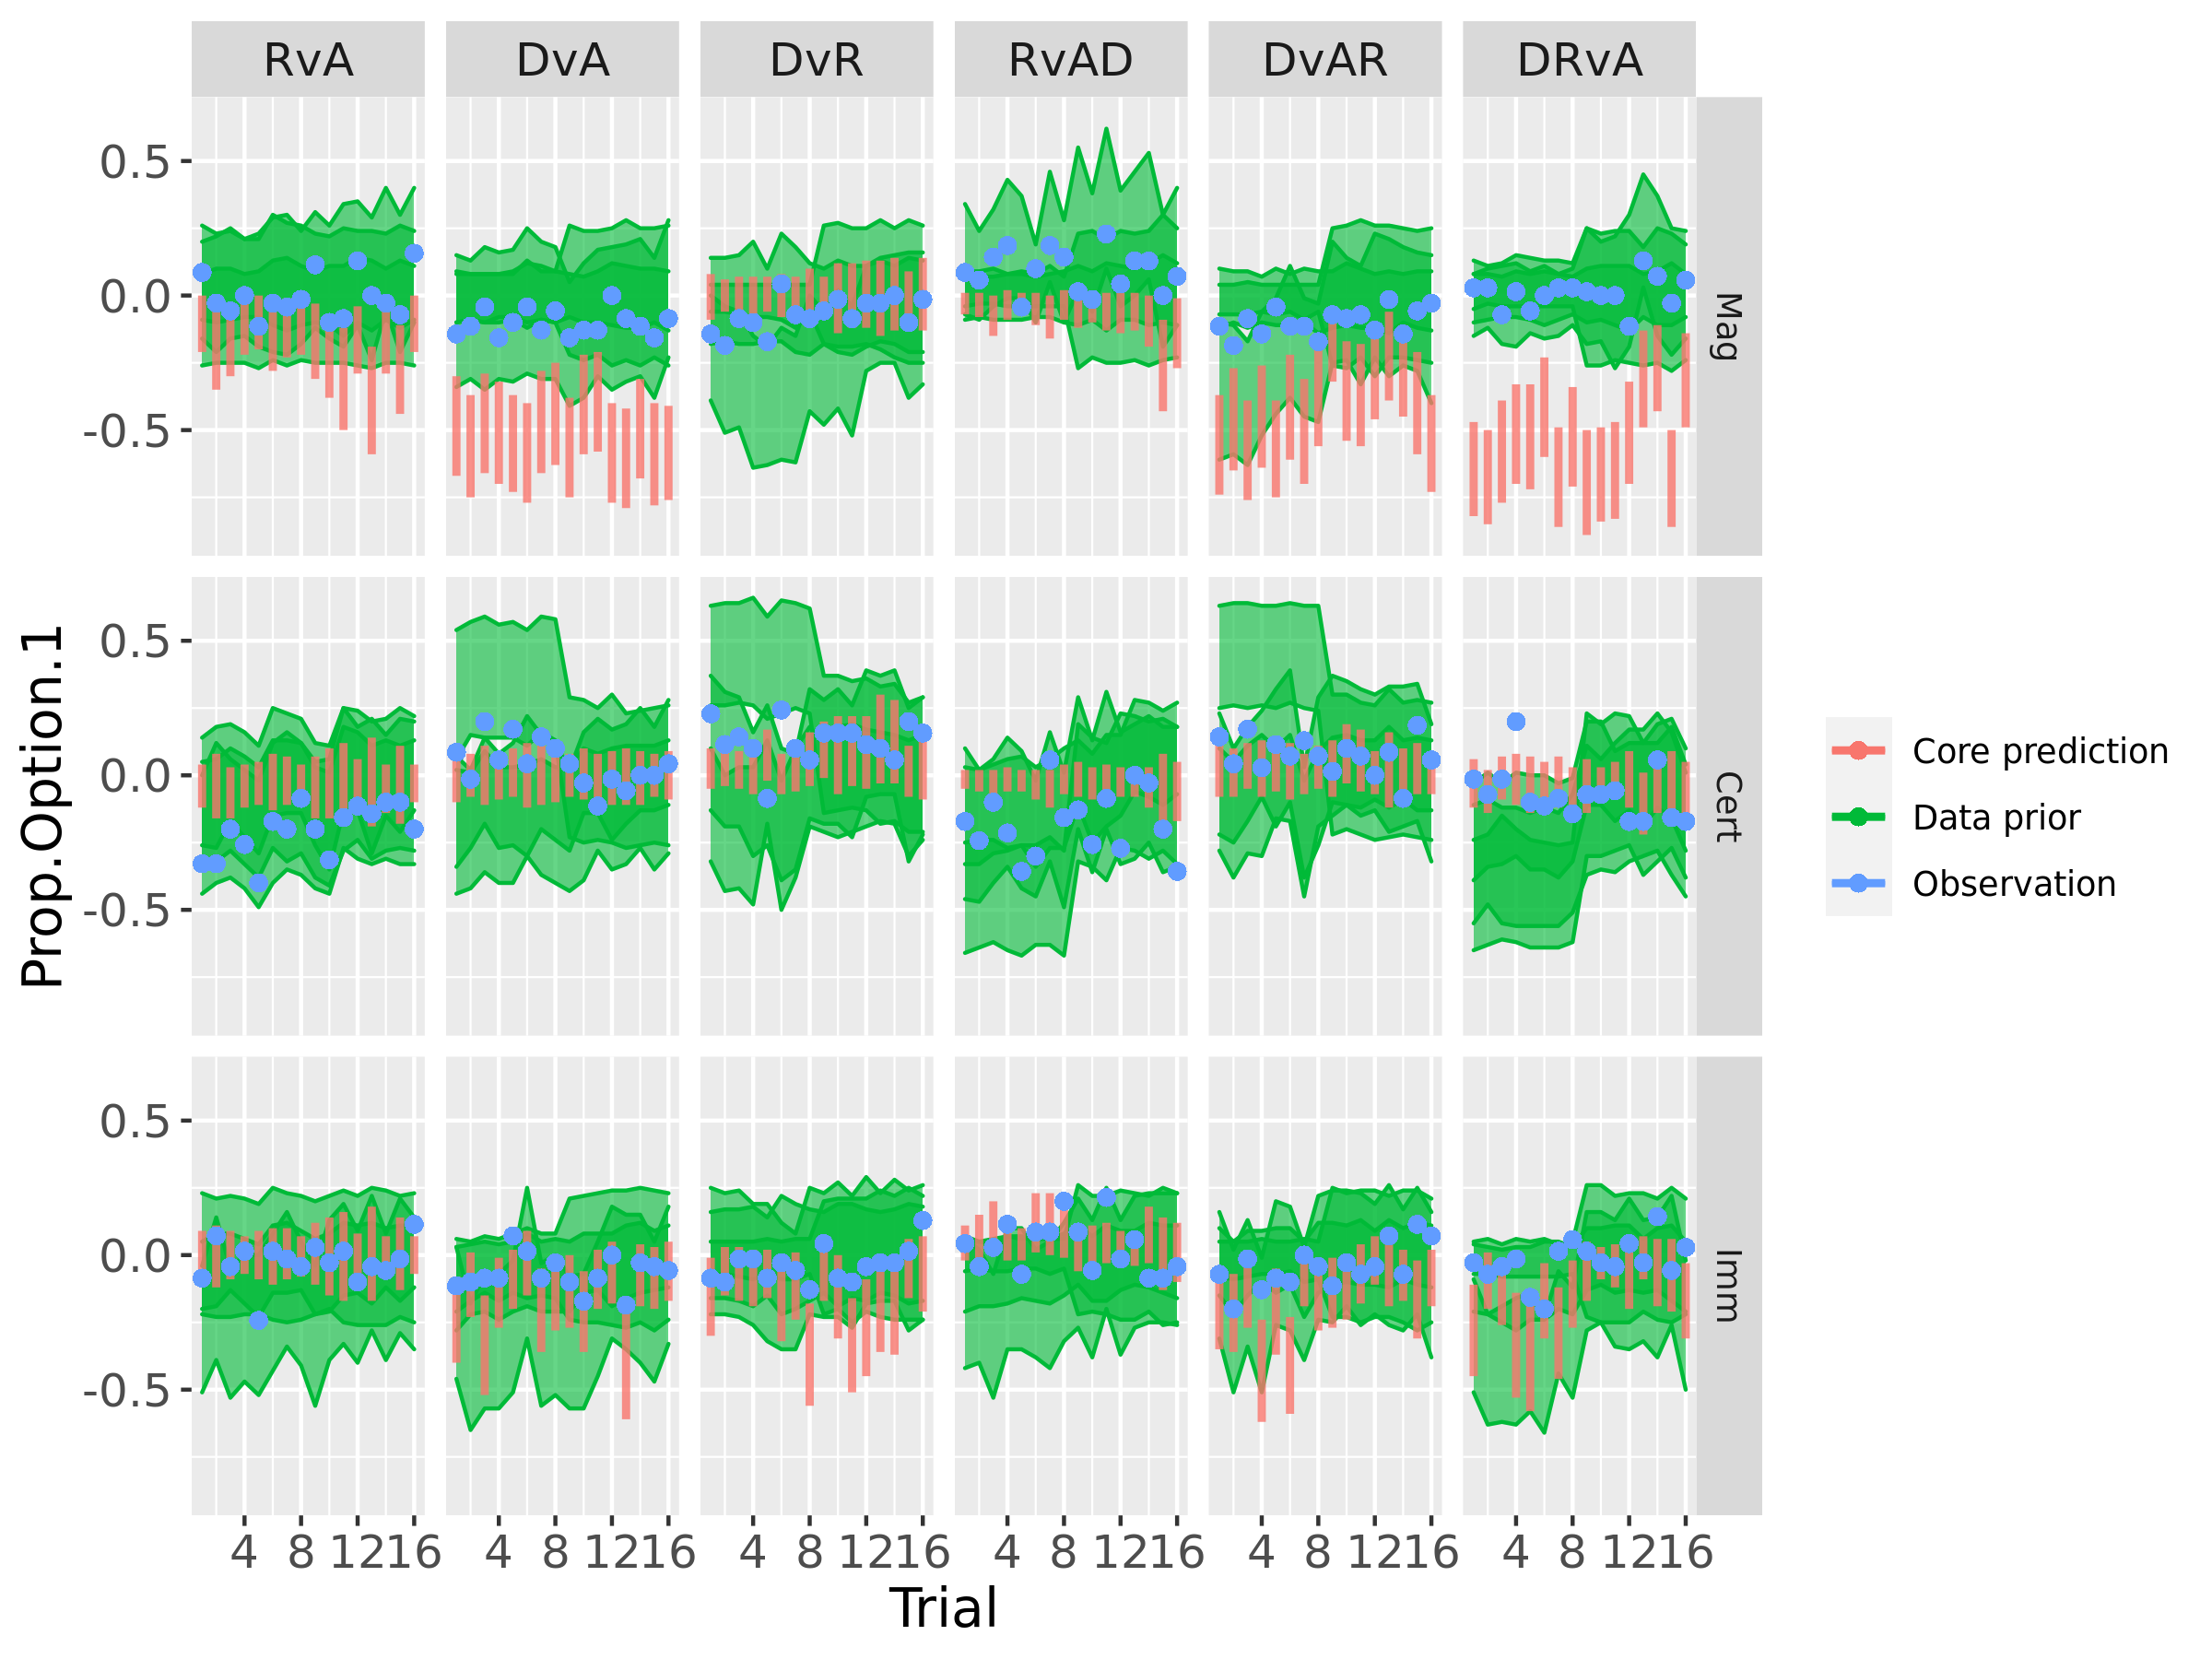 RvA DvA DvR RvAD DvAR DRvA
0.5
0.0
-0.5
Mag
0.5
0.0
-0.5
Cert
0.5
0.0
-0.5
Imm
4 8 12 16 4 8 12 16 4 8 12 16 4 8 12 16 4 8 12 16 4 8 12 16
Trial
Prop.Option.1
Core prediction
Data prior
Observation